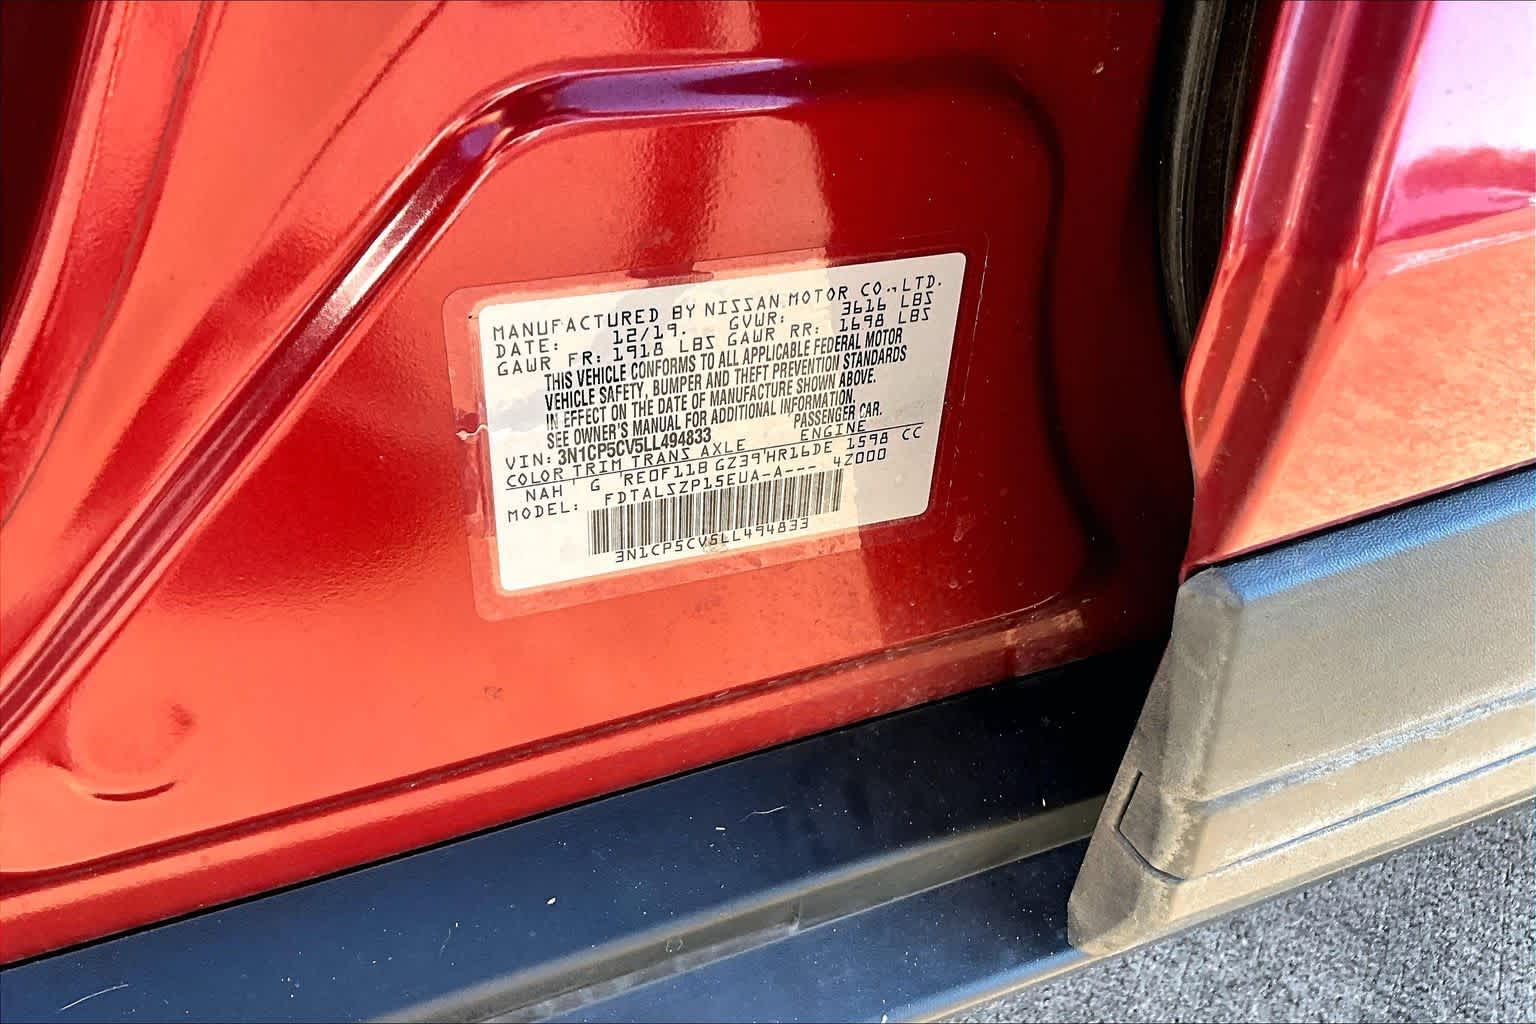 MANUFACTURED BY NISSAN MOTOR CO., LTD.
DATE: 12/19. GVWR: 3616 LBS
GAWR FR: 1918 LBS GAWR RR: 1698 LBS
THIS VEHICLE CONFORMS TO ALL APPLICABLE FEDERAL MOTOR
VEHICLE SAFETY, BUMPER AND THEFT PREVENTION STANDARDS
IN EFFECT ON THE DATE OF MANUFACTURE SHOWN ABOVE.
SEE OWNER'S MANUAL FOR ADDITIONAL INFORMATION.
VIN: 3N1CP5CV5LL494833 PASSENGER CAR.
COLOR TRIM TRANS AXLE ENGINE
NAH G RE0F11B GZ39 HR16DE 1598 CC
MODEL: FDTALSZP15EUA-A--- 4Z000
3N1CP5CV5LL494833